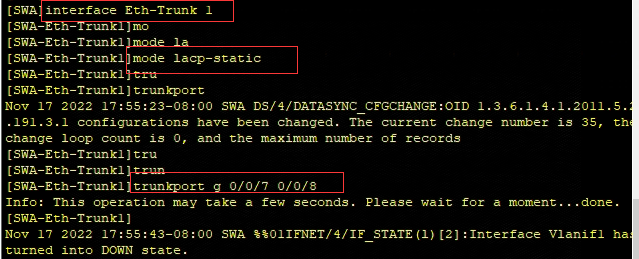 [SWA]interface Eth-Trunk 1
[SWA-Eth-Trunk1]mo
[SWA-Eth-Trunk1]mode la
[SWA-Eth-Trunk1]mode lacp-static
[SWA-Eth-Trunk1]tru
[SWA-Eth-Trunk1]trunkport
Nov 17 2022 17:55:23-08:00 SWA DS/4/DATASYNC_CFGCHANGE:OID 1.3.6.1.4.1.2011.5.2
.191.3.1 configurations have been changed. The current change number is 35, the
change loop count is 0, and the maximum number of records
[SWA-Eth-Trunk1]tru
[SWA-Eth-Trunk1]trun
[SWA-Eth-Trunk1]trunkport g 0/0/7 0/0/8
Info: This operation may take a few seconds. Please wait for a moment...done.
[SWA-Eth-Trunk1]
Nov 17 2022 17:55:43-08:00 SWA %%01IFNET/4/IF_STATE(l)[2]:Interface Vlanif1 has
turned into DOWN state.